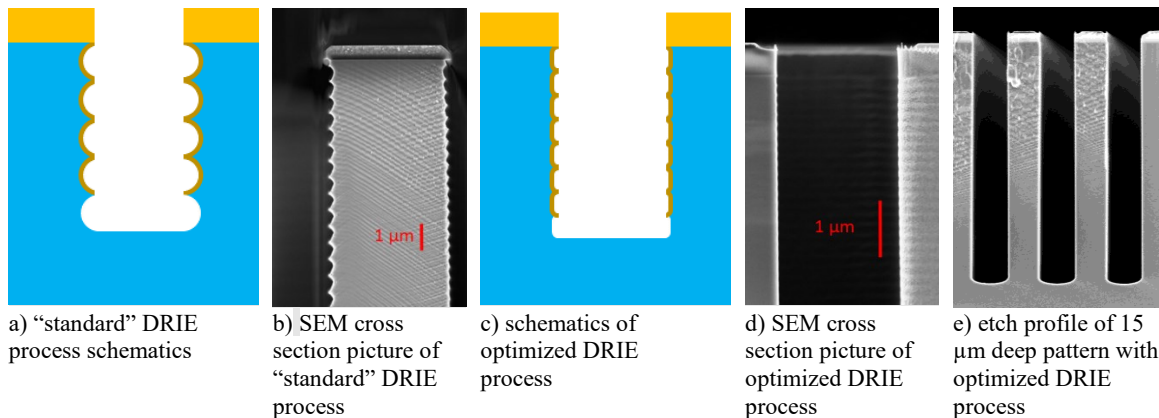 1 µm
1 µm
a) “standard” DRIE
process schematics
b) SEM cross
section picture of
“standard” DRIE
process
c) schematics of
optimized DRIE
process
d) SEM cross
section picture of
optimized DRIE
process
e) etch profile of 15
µm deep pattern with
optimized DRIE
process